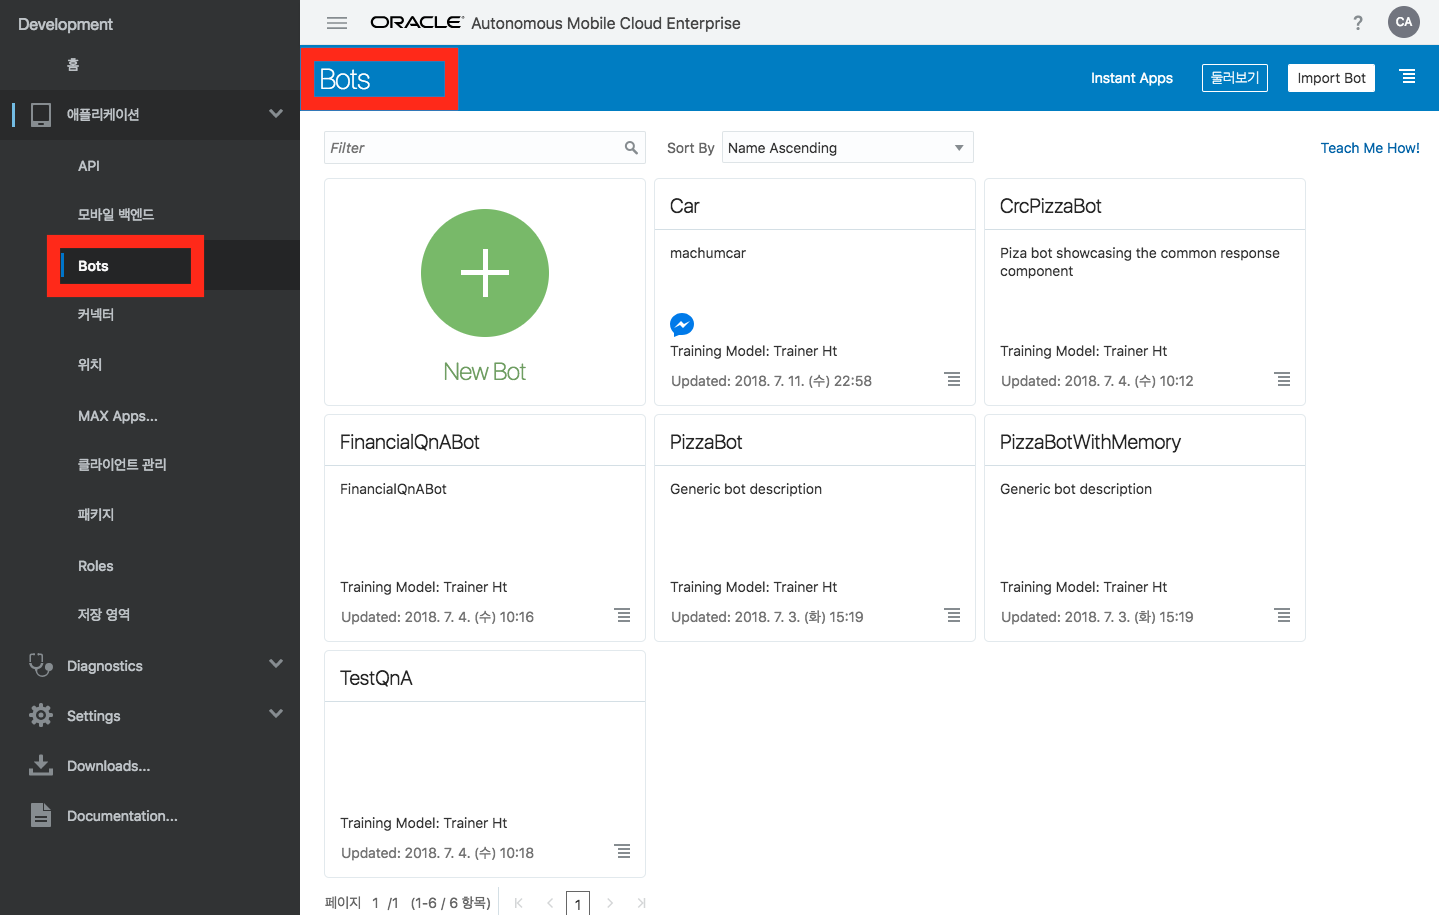 Development
홈
애플리케이션
API
모바일 백엔드
Bots
커넥터
위치
MAX Apps...
클라이언트 관리
패키지
Roles
저장 영역
Diagnostics
Settings
Downloads...
Documentation...
ORACLE Autonomous Mobile Cloud Enterprise
? CA
Bots
Instant Apps 둘러보기 Import Bot
Filter Sort By Name Ascending Teach Me How!
New Bot
Car
machumcar
Training Model: Trainer Ht
Updated: 2018. 7. 11. (수) 22:58
CrcPizzaBot
Piza bot showcasing the common response
component
Training Model: Trainer Ht
Updated: 2018. 7. 4. (수) 10:12
FinancialQnABot
FinancialQnABot
Training Model: Trainer Ht
Updated: 2018. 7. 4. (수) 10:16
PizzaBot
Generic bot description
Training Model: Trainer Ht
Updated: 2018. 7. 3. (화) 15:19
PizzaBotWithMemory
Generic bot description
Training Model: Trainer Ht
Updated: 2018. 7. 3. (화) 15:19
TestQnA
Training Model: Trainer Ht
Updated: 2018. 7. 4. (수) 10:18
페이지 1 /1 (1-6 / 6 항목) 1